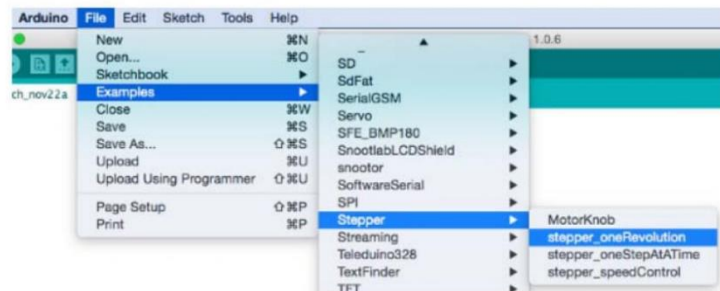 Arduino File Edit Sketch Tools Help
1.0.6
ch_nov22a
New ⌘N
Open... ⌘O
Sketchbook
Examples
Close ⌘W
Save ⌘S
Save As... ⇧⌘S
Upload ⌘U
Upload Using Programmer ⇧⌘U
Page Setup ⇧⌘P
Print ⌘P
SD
SdFat
SerialGSM
Servo
SFE_BMP180
SnootlabLCDShield
snootor
SoftwareSerial
SPI
Stepper
Streaming
Teleduino328
TextFinder
TFT
MotorKnob
stepper_oneRevolution
stepper_oneStepAtATime
stepper_speedControl